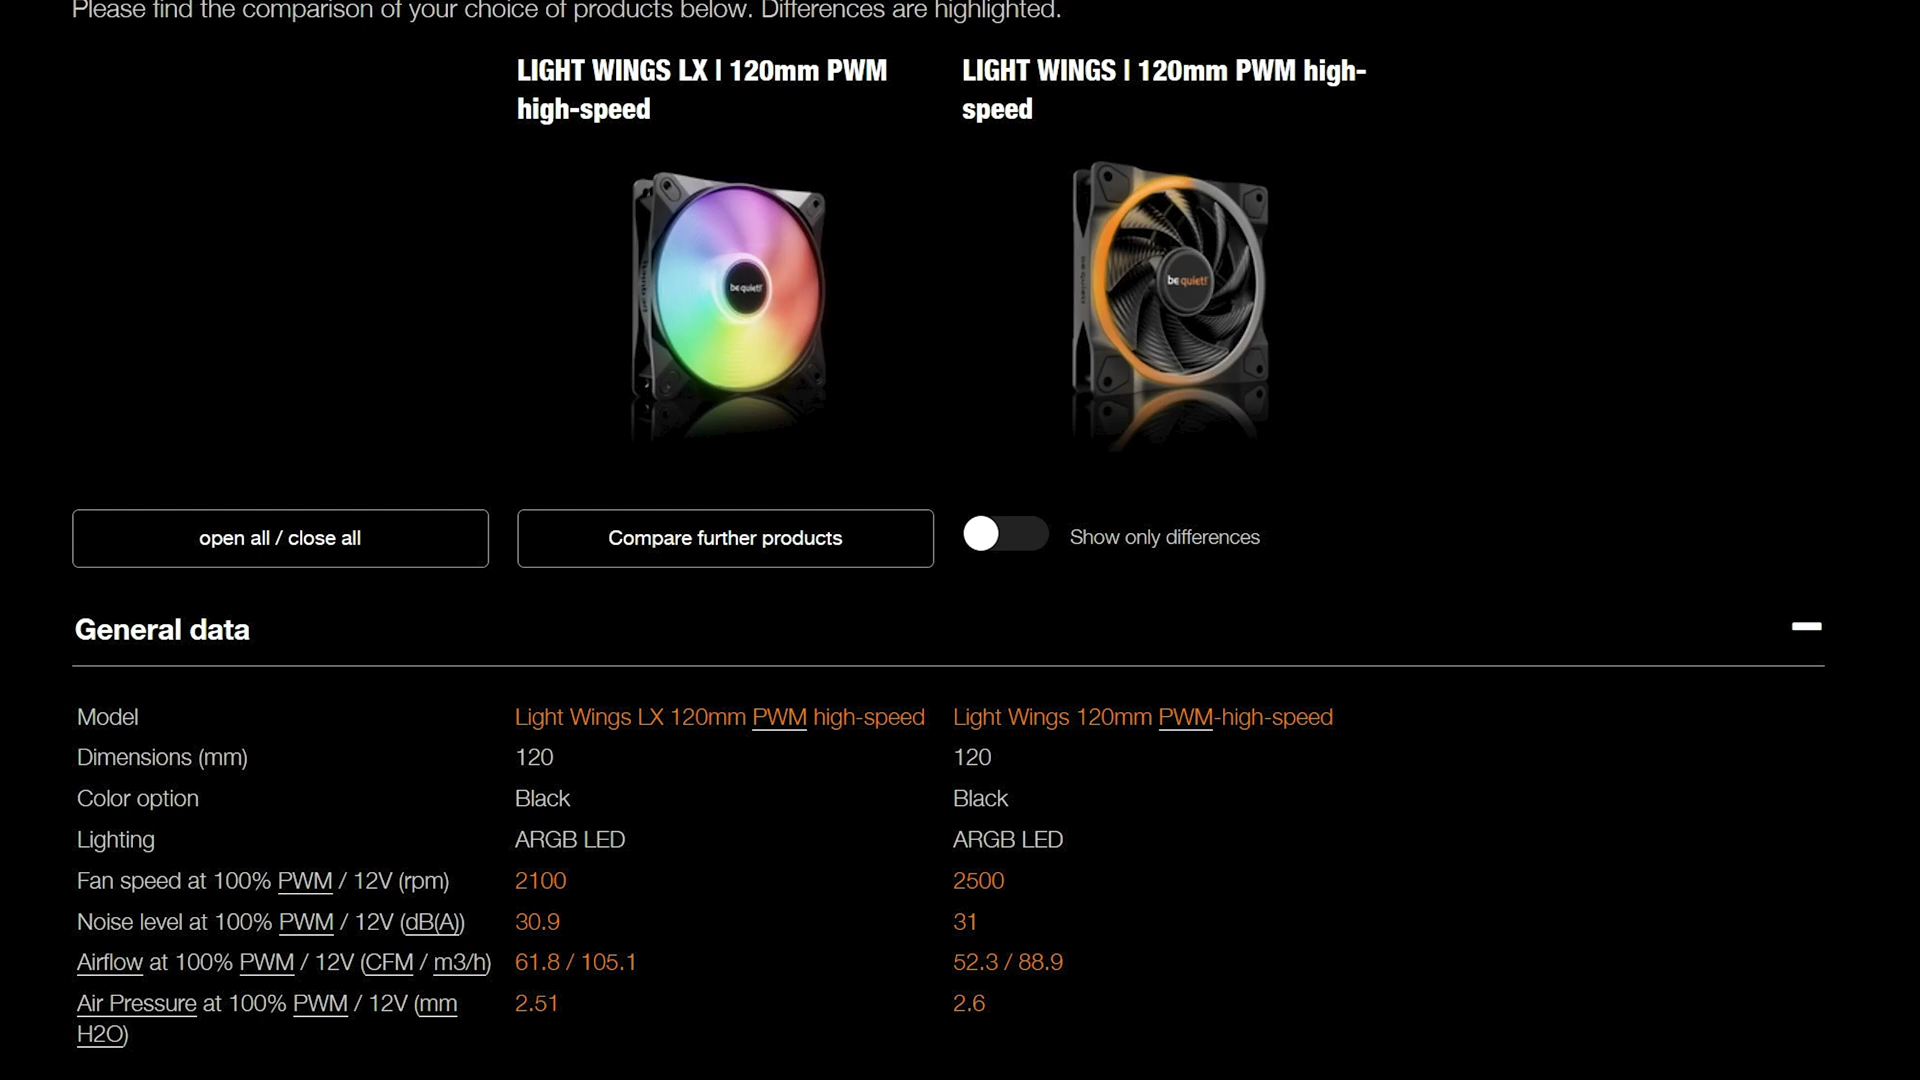 Please find the comparison of your choice of products below. Differences are highlighted.
LIGHT WINGS LX | 120mm PWM
high-speed
LIGHT WINGS | 120mm PWM high-
speed
be quiet!
be quiet!
open all / close all
Compare further products
Show only differences
General data
Model
Light Wings LX 120mm PWM high-speed
Light Wings 120mm PWM-high-speed
Dimensions (mm)
120
120
Color option
Black
Black
Lighting
ARGB LED
ARGB LED
Fan speed at 100% PWM / 12V (rpm)
2100
2500
Noise level at 100% PWM / 12V (dB(A))
30.9
31
Airflow at 100% PWM / 12V (CFM / m3/h)
61.8 / 105.1
52.3 / 88.9
Air Pressure at 100% PWM / 12V (mm
H2O)
2.51
2.6